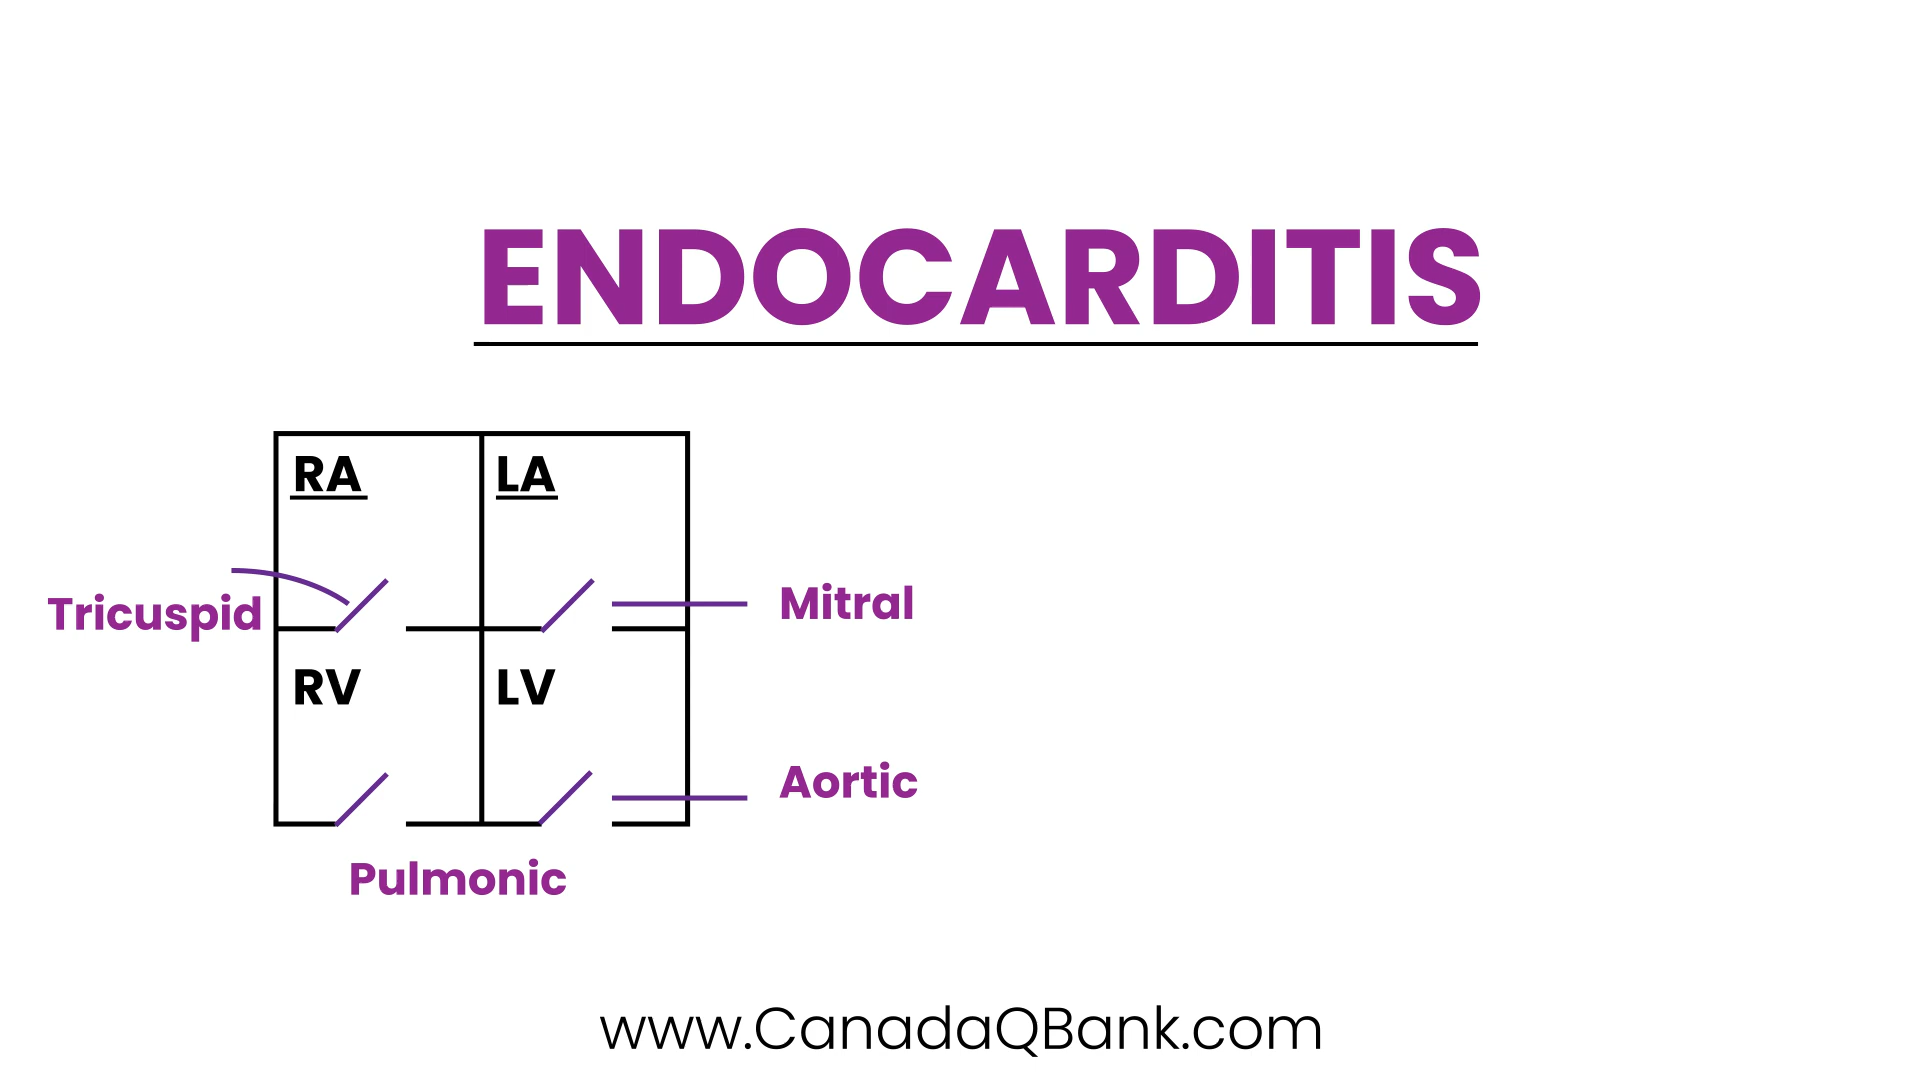 ENDOCARDITIS
RA
LA
Tricuspid
Mitral
RV
LV
Aortic
Pulmonic
www.CanadaQBank.com